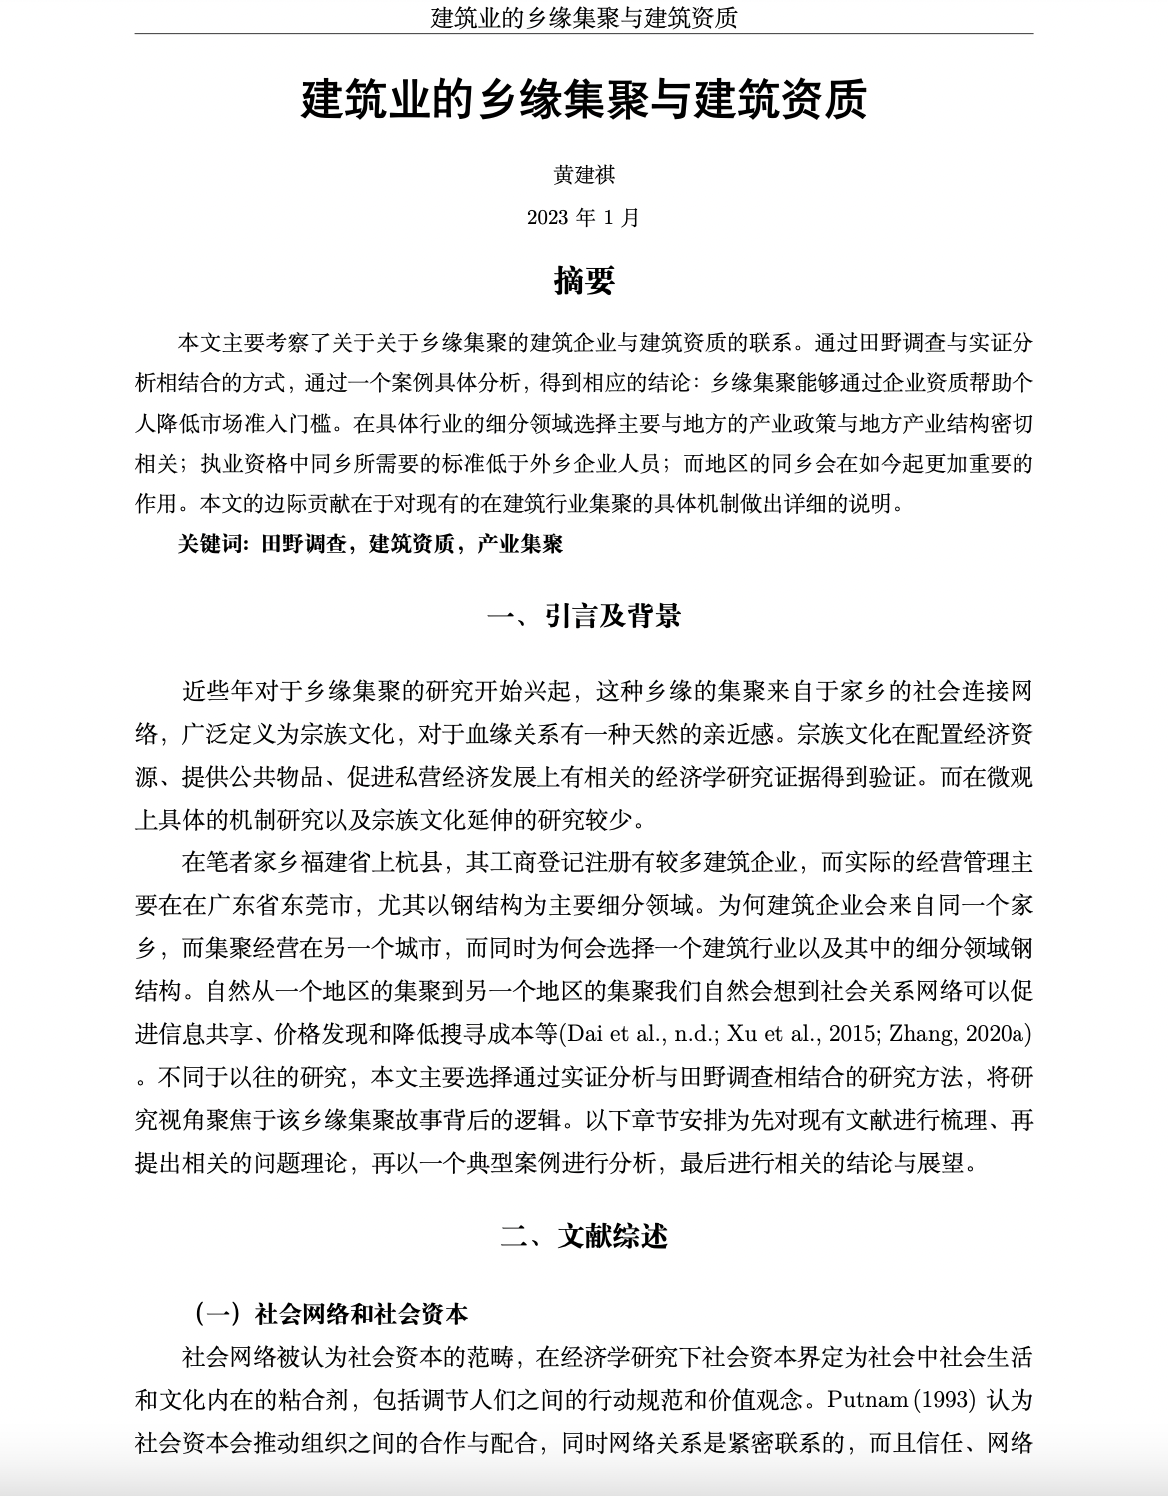 建筑业的乡缘集聚与建筑资质
建筑业的乡缘集聚与建筑资质
黄建祺
2023 年 1 月
摘要
本文主要考察了关于关于乡缘集聚的建筑企业与建筑资质的联系。通过田野调查与实证分
析相结合的方式，通过一个案例具体分析，得到相应的结论：乡缘集聚能够通过企业资质帮助个
人降低市场准入门槛。在具体行业的细分领域选择主要与地方的产业政策与地方产业结构密切
相关；执业资格中同乡所需要的标准低于外乡企业人员；而地区的同乡会在如今起更加重要的
作用。本文的边际贡献在于对现有的在建筑行业集聚的具体机制做出详细的说明。
关键词：田野调查，建筑资质，产业集聚
一、引言及背景
近些年对于乡缘集聚的研究开始兴起，这种乡缘的集聚来自于家乡的社会连接网
络，广泛定义为宗族文化，对于血缘关系有一种天然的亲近感。宗族文化在配置经济资
源、提供公共物品、促进私营经济发展上有相关的经济学研究证据得到验证。而在微观
上具体的机制研究以及宗族文化延伸的研究较少。
在笔者家乡福建省上杭县，其工商登记注册有较多建筑企业，而实际的经营管理主
要在在广东省东莞市，尤其以钢结构为主要细分领域。为何建筑企业会来自同一个家
乡，而集聚经营在另一个城市，而同时为何会选择一个建筑行业以及其中的细分领域钢
结构。自然从一个地区的集聚到另一个地区的集聚我们自然会想到社会关系网络可以促
进信息共享、价格发现和降低搜寻成本等(Dai et al., n.d.; Xu et al., 2015; Zhang, 2020a)
。不同于以往的研究，本文主要选择通过实证分析与田野调查相结合的研究方法，将研
究视角聚焦于该乡缘集聚故事背后的逻辑。以下章节安排为先对现有文献进行梳理、再
提出相关的问题理论，再以一个典型案例进行分析，最后进行相关的结论与展望。
二、文献综述
（一）社会网络和社会资本
社会网络被认为社会资本的范畴，在经济学研究下社会资本界定为社会中社会生活
和文化内在的粘合剂，包括调节人们之间的行动规范和价值观念。Putnam (1993) 认为
社会资本会推动组织之间的合作与配合，同时网络关系是紧密联系的，而且信任、网络